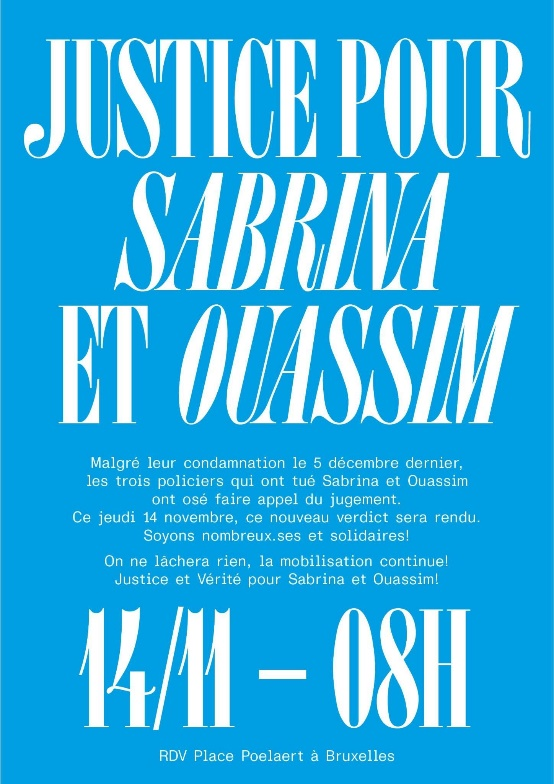 JUSTICE POUR
SABRINA
ET OUASSIM
Malgré leur condamnation le 5 décembre dernier,
les trois policiers qui ont tué Sabrina et Ouassim
ont osé faire appel du jugement.
Ce jeudi 14 novembre, ce nouveau verdict sera rendu.
Soyons nombreux.ses et solidaires!
On ne lâchera rien, la mobilisation continue!
Justice et Vérité pour Sabrina et Ouassim!
14/11 — 08H
RDV Place Poelaert à Bruxelles